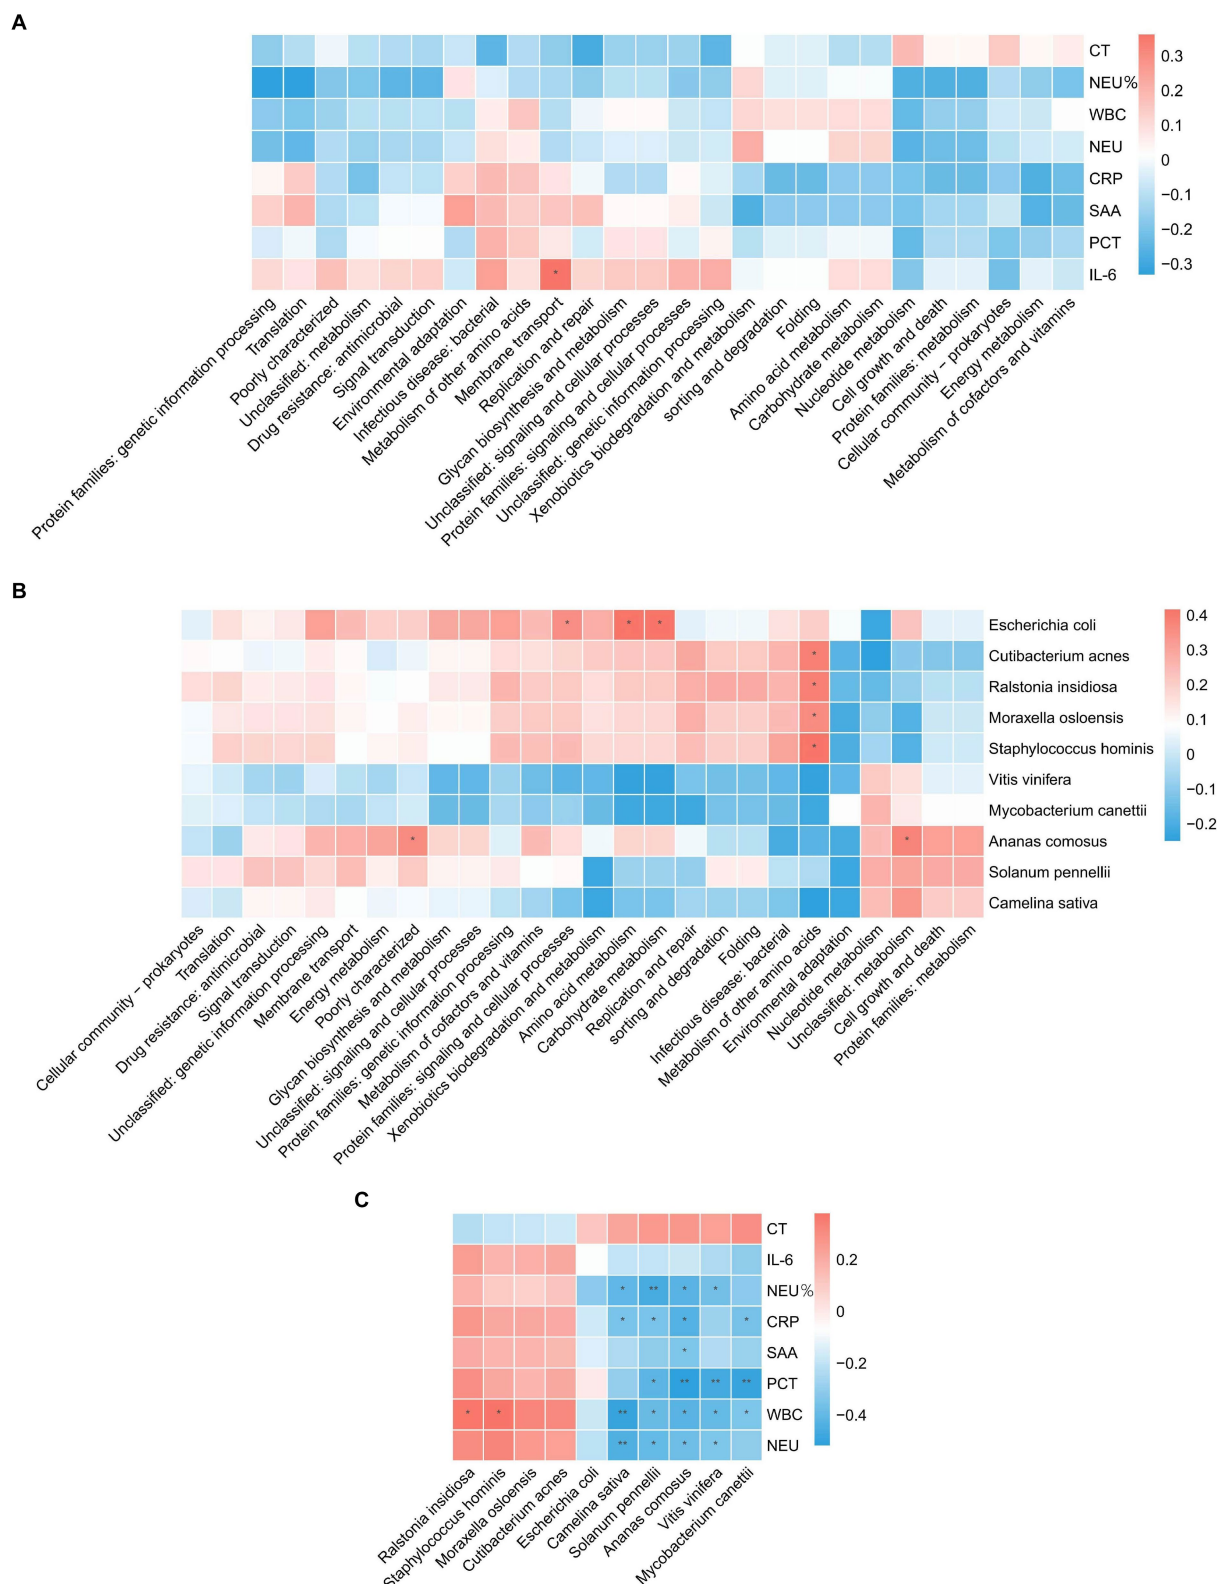 A
CT
NEU%
WBC
NEU
CRP
SAA
PCT
IL-6
0.3
0.2
0.1
0
−0.1
−0.2
−0.3
Protein families: genetic information processing
Translation
Poorly characterized
Unclassified: metabolism
Drug resistance: antimicrobial
Signal transduction
Environmental adaptation
Infectious disease: bacterial
Metabolism of other amino acids
Membrane transport
Replication and repair
Glycan biosynthesis and metabolism
Unclassified: signaling and cellular processes
Protein families: signaling and cellular processes
Unclassified: genetic information processing
Xenobiotics biodegradation and metabolism
sorting and degradation
Folding
Amino acid metabolism
Carbohydrate metabolism
Nucleotide metabolism
Cell growth and death
Protein families: metabolism
Cellular community − prokaryotes
Energy metabolism
Metabolism of cofactors and vitamins
*
B
Escherichia coli
Cutibacterium acnes
Ralstonia insidiosa
Moraxella osloensis
Staphylococcus hominis
Vitis vinifera
Mycobacterium canettii
Ananas comosus
Solanum pennellii
Camelina sativa
0.4
0.3
0.2
0.1
0
−0.1
−0.2
* * *
*
*
*
*
* *
Cellular community − prokaryotes
Translation
Drug resistance: antimicrobial
Signal transduction
Unclassified: genetic information processing
Membrane transport
Energy metabolism
Poorly characterized
Glycan biosynthesis and metabolism
Unclassified: signaling and cellular processes
Protein families: genetic information processing
Metabolism of cofactors and vitamins
Protein families: signaling and cellular processes
Xenobiotics biodegradation and metabolism
Amino acid metabolism
Carbohydrate metabolism
Replication and repair
sorting and degradation
Folding
Infectious disease: bacterial
Metabolism of other amino acids
Environmental adaptation
Nucleotide metabolism
Unclassified: metabolism
Cell growth and death
Protein families: metabolism
C
CT
IL-6
* ** * * NEU%
* * * * CRP
* SAA
* ** ** ** PCT
* * ** * * * * WBC
** * * * NEU
0.2
0
−0.2
−0.4
Ralstonia insidiosa
Staphylococcus hominis
Moraxella osloensis
Cutibacterium acnes
Escherichia coli
Camelina sativa
Solanum pennellii
Ananas comosus
Vitis vinifera
Mycobacterium canettii